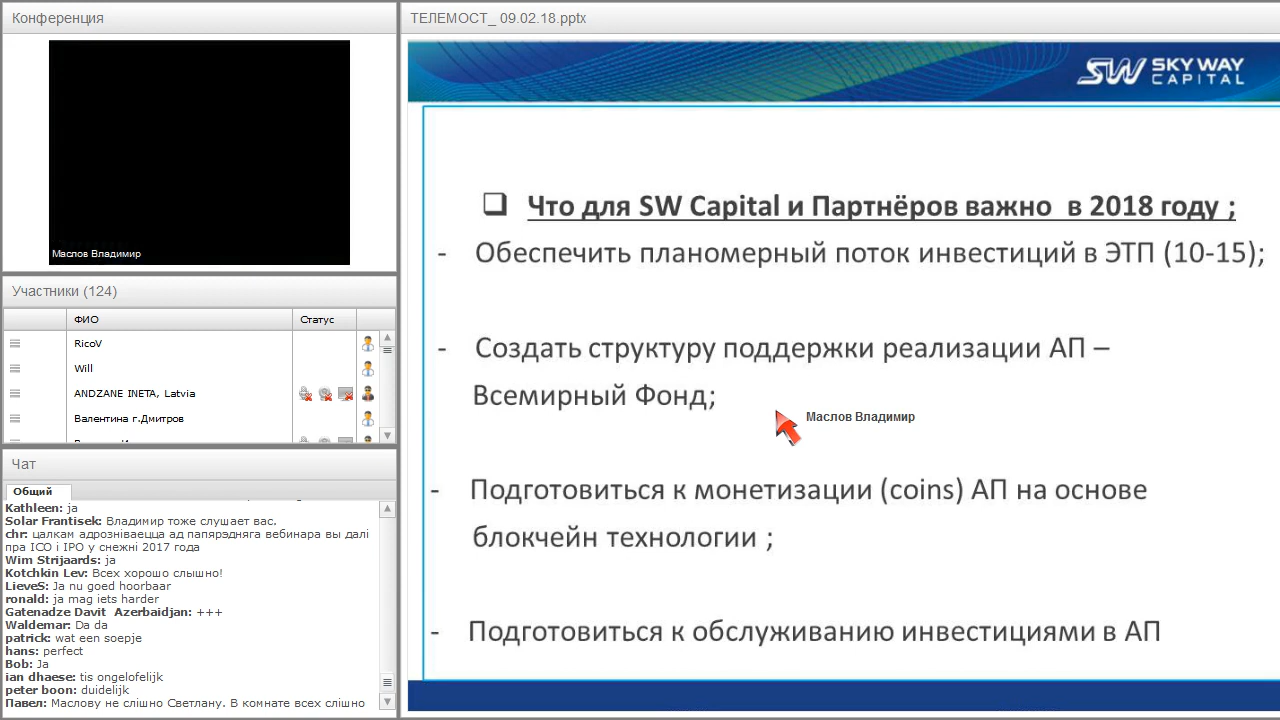 Конференция
Маслов Владимир
Участники (124)
ФИО Статус
RicoV
Will
ANDZANE INETA, Latvia
Валентина г.Дмитров
Чат
Общий
Kathleen: ja
Solar Frantisek: Владимир тоже слушает вас.
chr: цалкам адрозніваецца ад папярэдняга вебинара вы далі
пра ICO і IPO у снежні 2017 года
Wim Strijaards: ja
Kotchkin Lev: Всех хорошо слышно!
LieveS: Ja nu goed hoorbaar
ronald: ja mag iets harder
Gatenadze Davit Azerbaidjan: +++
Waldemar: Da da
patrick: wat een soepje
hans: perfect
Bob: Ja
ian dhaese: tis ongelofelijk
peter boon: duidelijk
Павел: Маслову не слішно Светлану. В комнате всех слішно
ТЕЛЕМОСТ_ 09.02.18.pptx
SW SKY WAY
CAPITAL
Что для SW Capital и Партнёров важно в 2018 году ;
- Обеспечить планомерный поток инвестиций в ЭТП (10-15);
- Создать структуру поддержки реализации АП –
Всемирный Фонд;
Маслов Владимир
- Подготовиться к монетизации (coins) АП на основе
блокчейн технологии ;
- Подготовиться к обслуживанию инвестициями в АП